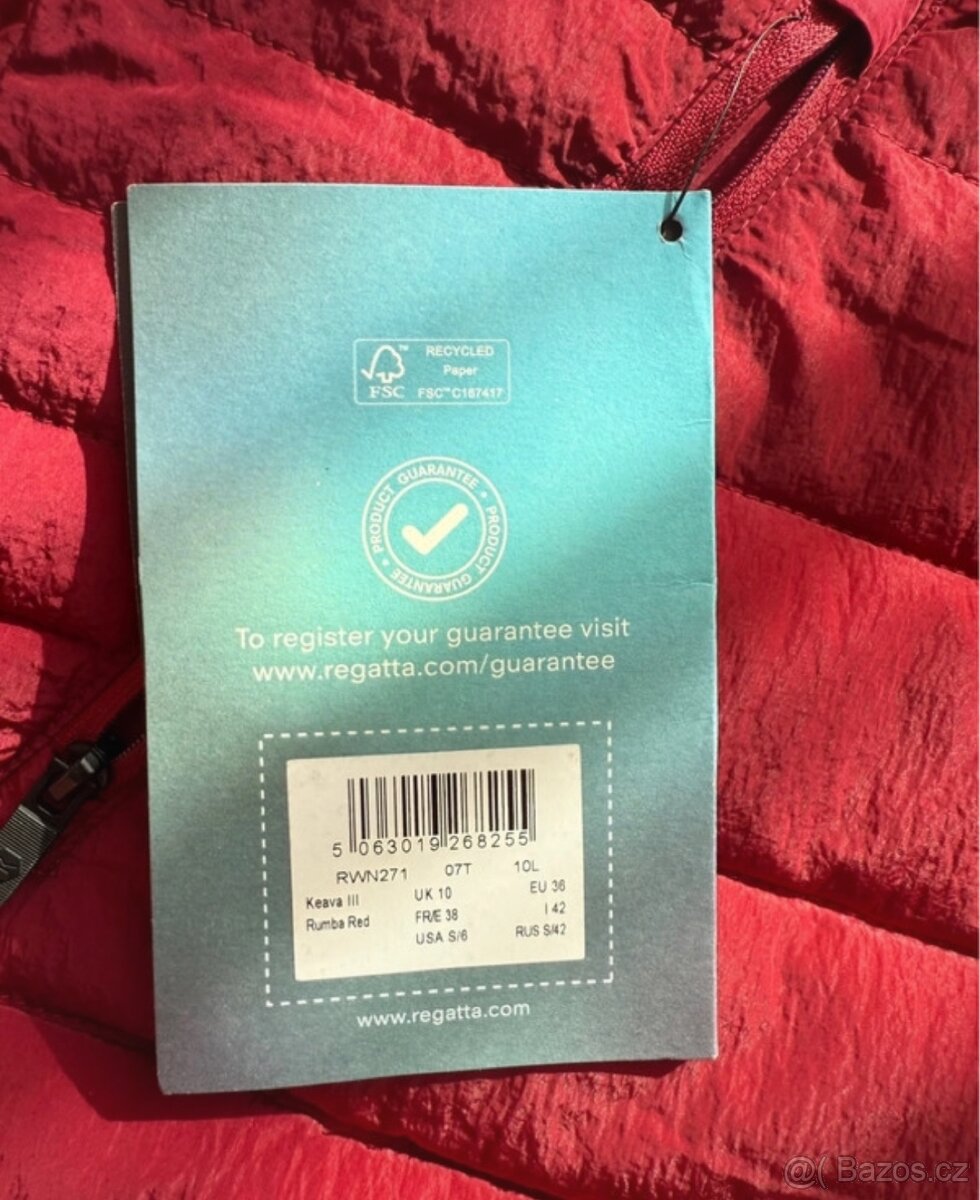 RECYCLED
Paper
FSC™ C167417
FSC™
PRODUCT GUARANTEE • PRODUCT GUARANTEE •
To register your guarantee visit
www.regatta.com/guarantee
5 063019 268255
RWN271 07T 10L
Keava III UK 10 EU 36
Rumba Red FR/E 38 I 42
USA S/6 RUS S/42
www.regatta.com
@( Bazos.cz